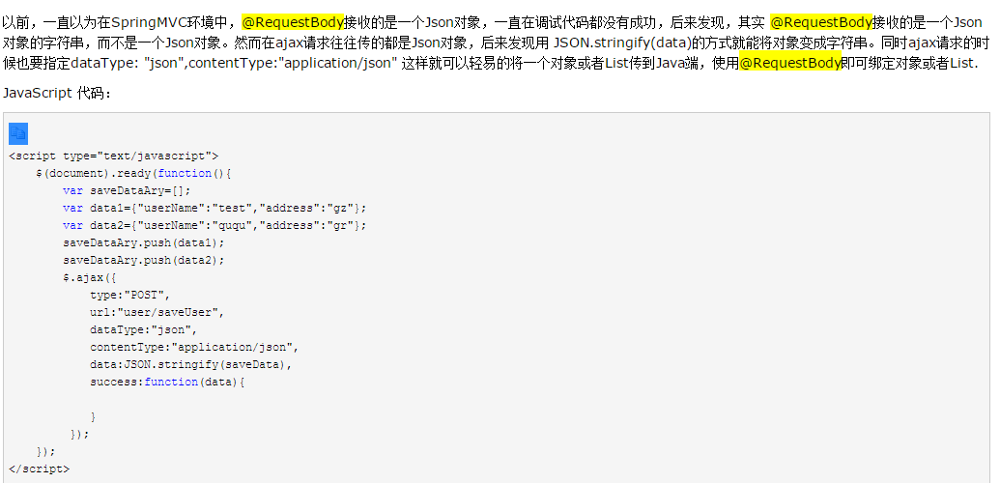 以前，一直以为在SpringMVC环境中，@RequestBody接收的是一个Json对象，一直在调试代码都没有成功，后来发现，其实 @RequestBody接收的是一个Json
对象的字符串，而不是一个Json对象。然而在ajax请求往往传的都是Json对象，后来发现用 JSON.stringify(data)的方式就能将对象变成字符串。同时ajax请求的时
候也要指定dataType: "json",contentType:"application/json" 这样就可以轻易的将一个对象或者List传到Java端，使用@RequestBody即可绑定对象或者List.
JavaScript 代码：
<script type="text/javascript">
    $(document).ready(function(){
        var saveDataAry=[];
        var data1={"userName":"test","address":"gz"};
        var data2={"userName":"ququ","address":"gr"};
        saveDataAry.push(data1);
        saveDataAry.push(data2);
        $.ajax({
            type:"POST",
            url:"user/saveUser",
            dataType:"json",
            contentType:"application/json",
            data:JSON.stringify(saveData),
            success:function(data){
            }
         });
    });
</script>